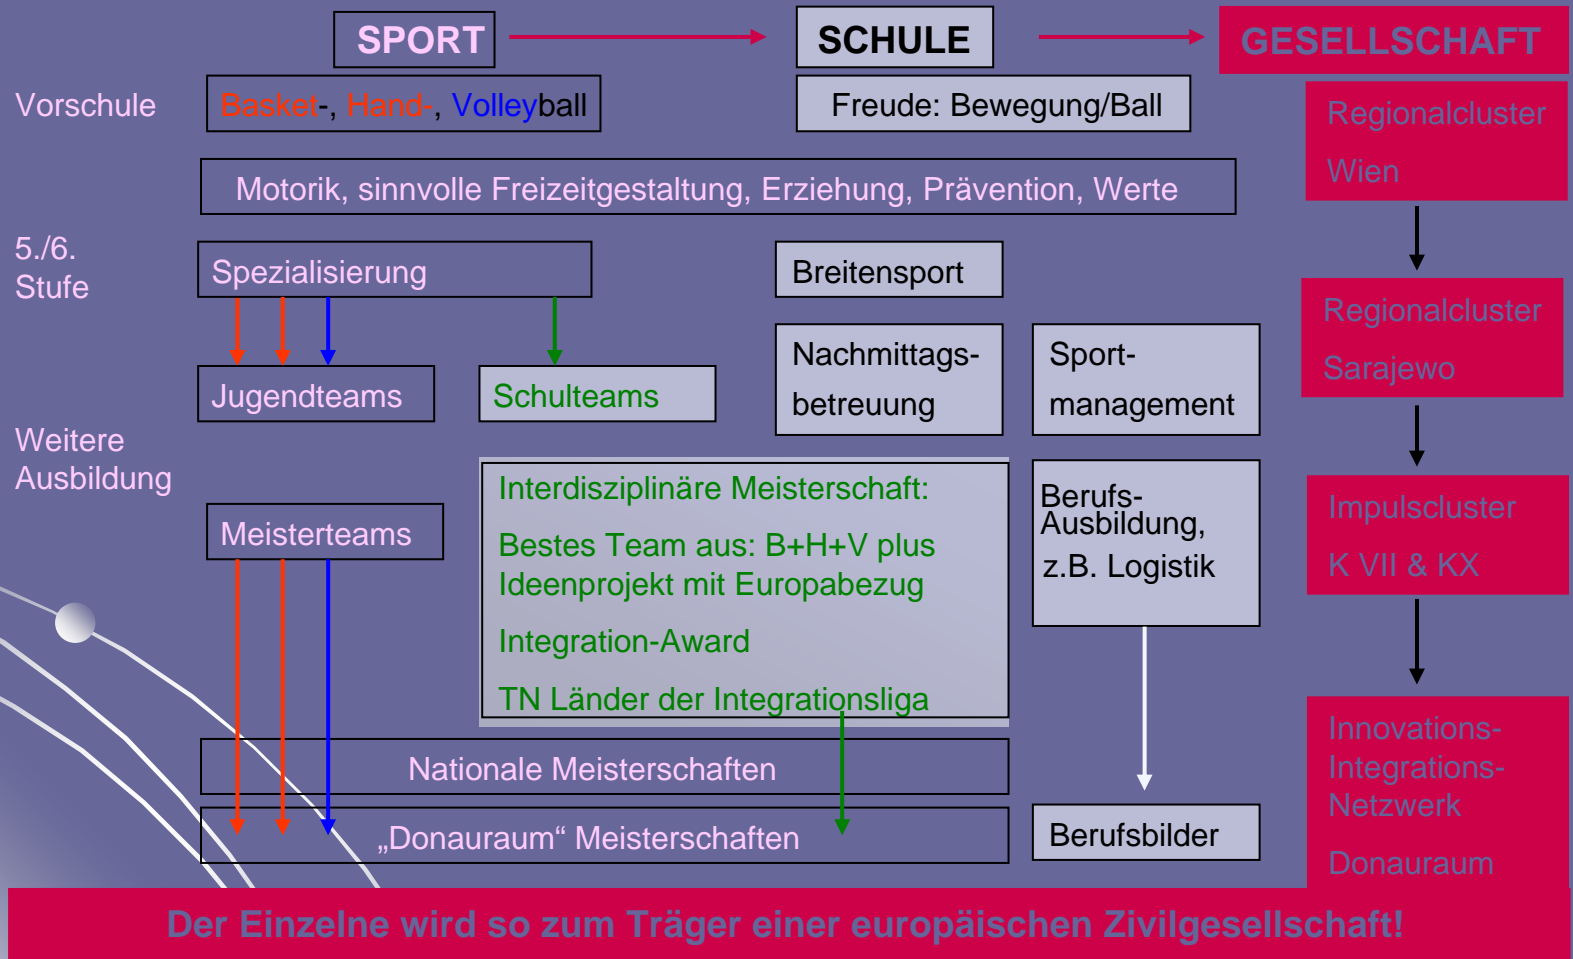 SPORT
SCHULE
GESELLSCHAFT
Vorschule
Basket-, Hand-, Volleyball
Freude: Bewegung/Ball
Regionalcluster
Wien
Motorik, sinnvolle Freizeitgestaltung, Erziehung, Prävention, Werte
5./6.
Stufe
Spezialisierung
Breitensport
Regionalcluster
Sarajewo
Jugendteams
Schulteams
Nachmittags-
betreuung
Sport-
management
Weitere
Ausbildung
Meisterteams
Interdisziplinäre Meisterschaft:
Bestes Team aus: B+H+V plus
Ideenprojekt mit Europabezug
Integration-Award
TN Länder der Integrationsliga
Berufs-
Ausbildung,
z.B. Logistik
Impulscluster
K VII & KX
Nationale Meisterschaften
„Donauraum“ Meisterschaften
Berufsbilder
Innovations-
Integrations-
Netzwerk
Donauraum
Der Einzelne wird so zum Träger einer europäischen Zivilgesellschaft!